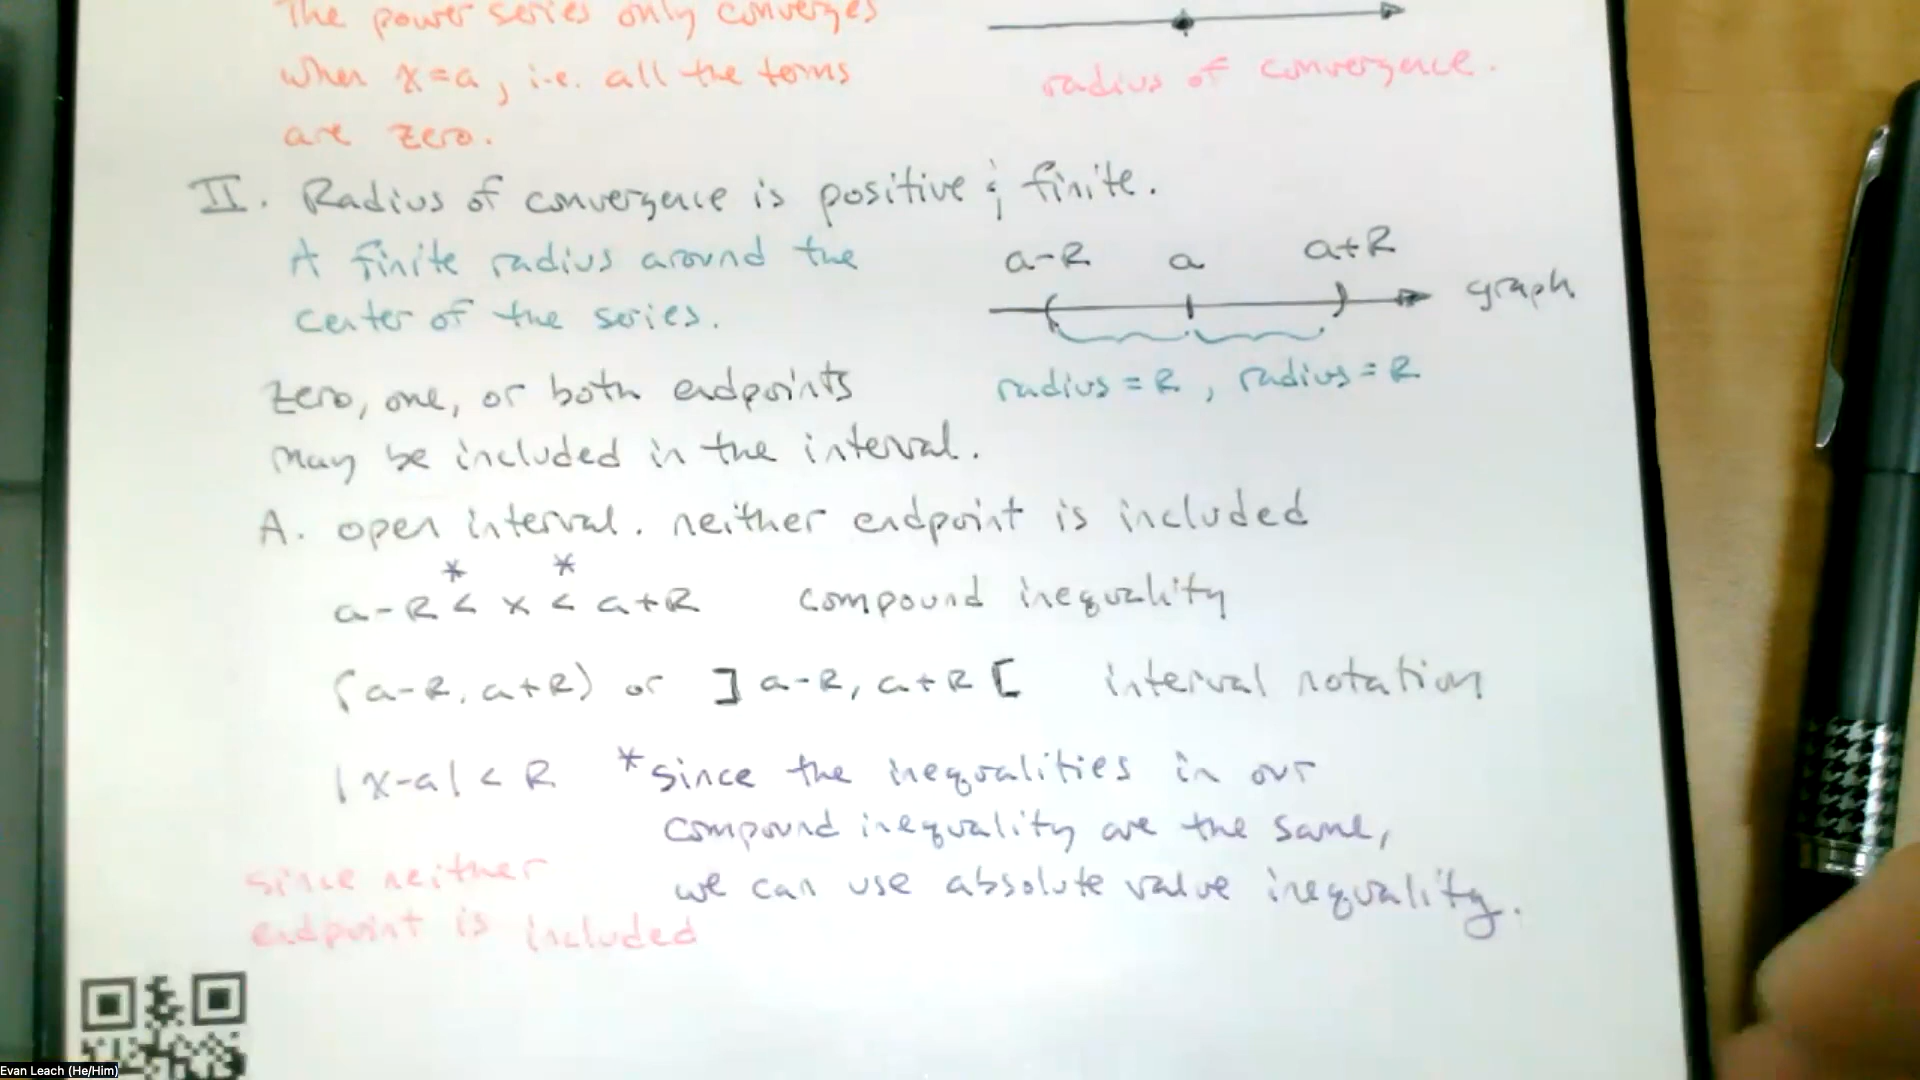 The power series only converges
when x=a, i.e. all the terms
are zero.
radius of convergence.
II. Radius of convergence is positive & finite.
A finite radius around the
center of the series.
a-R a a+R
graph
radius = R, radius = R
zero, one, or both endpoints
may be included in the interval.
A. open interval. neither endpoint is included
* *
a-R < x < a+R compound inequality
(a-R, a+R) or ]a-R, a+R[ interval notation
|x-a| < R *since the inequalities in our
compound inequality are the same,
we can use absolute value inequality.
since neither
endpoint is included
Evan Leach (He/Him)